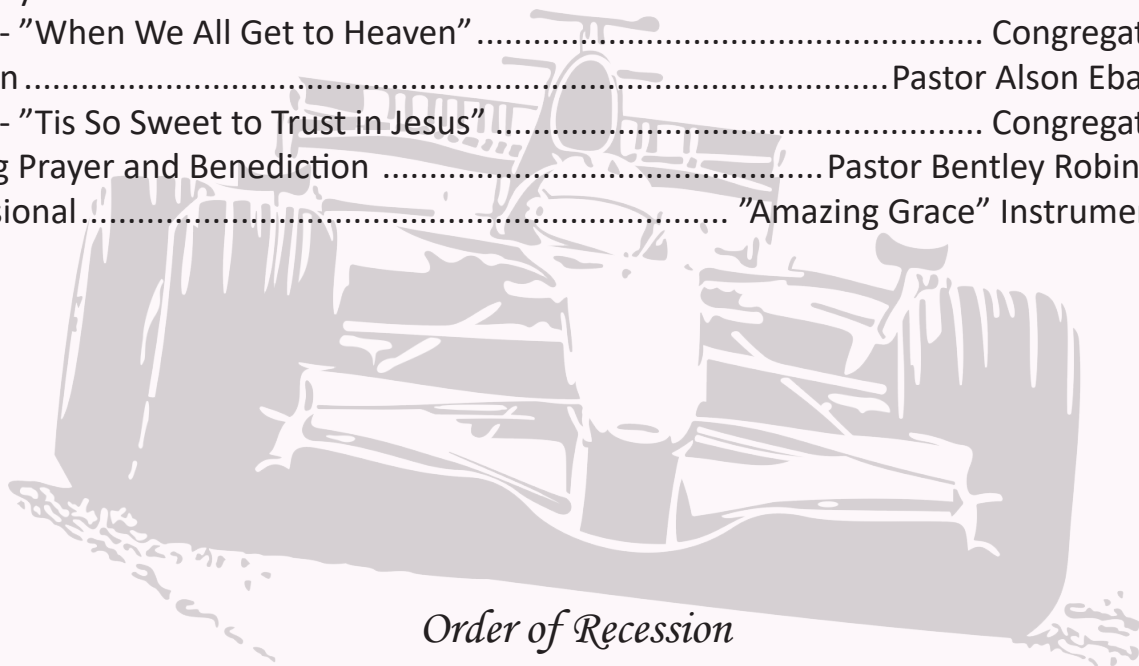 - ”When We All Get to Heaven” ........................................................ Congregat
n ................................................................................................ Pastor Alson Eba
- ”Tis So Sweet to Trust in Jesus” ...................................................... Congregat
g Prayer and Benediction ................................................. Pastor Bentley Robin
sional ........................................................................ ”Amazing Grace” Instrumen
Order of Recession